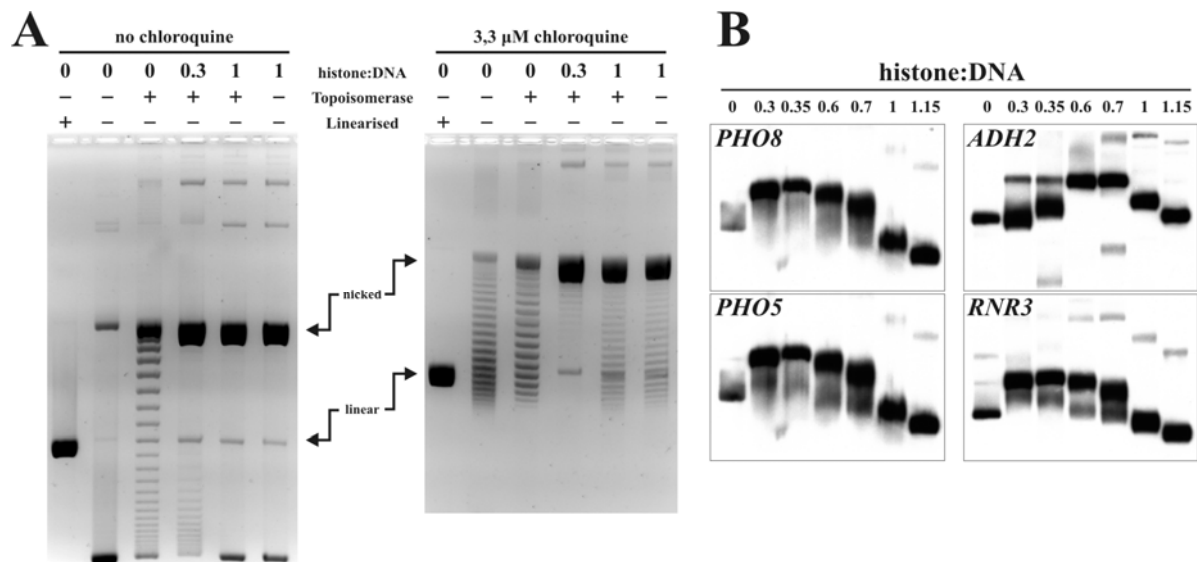 A
no chloroquine
0 0 0 0.3 1 1
- - + + + -
+ - - - - -
histone:DNA
Topoisomerase
Linearised
3,3 µM chloroquine
0 0 0 0.3 1 1
- - + + + -
+ - - - - -
nicked
linear
B
histone:DNA
0 0.3 0.35 0.6 0.7 1 1.15
0 0.3 0.35 0.6 0.7 1 1.15
PHO8
ADH2
PHO5
RNR3